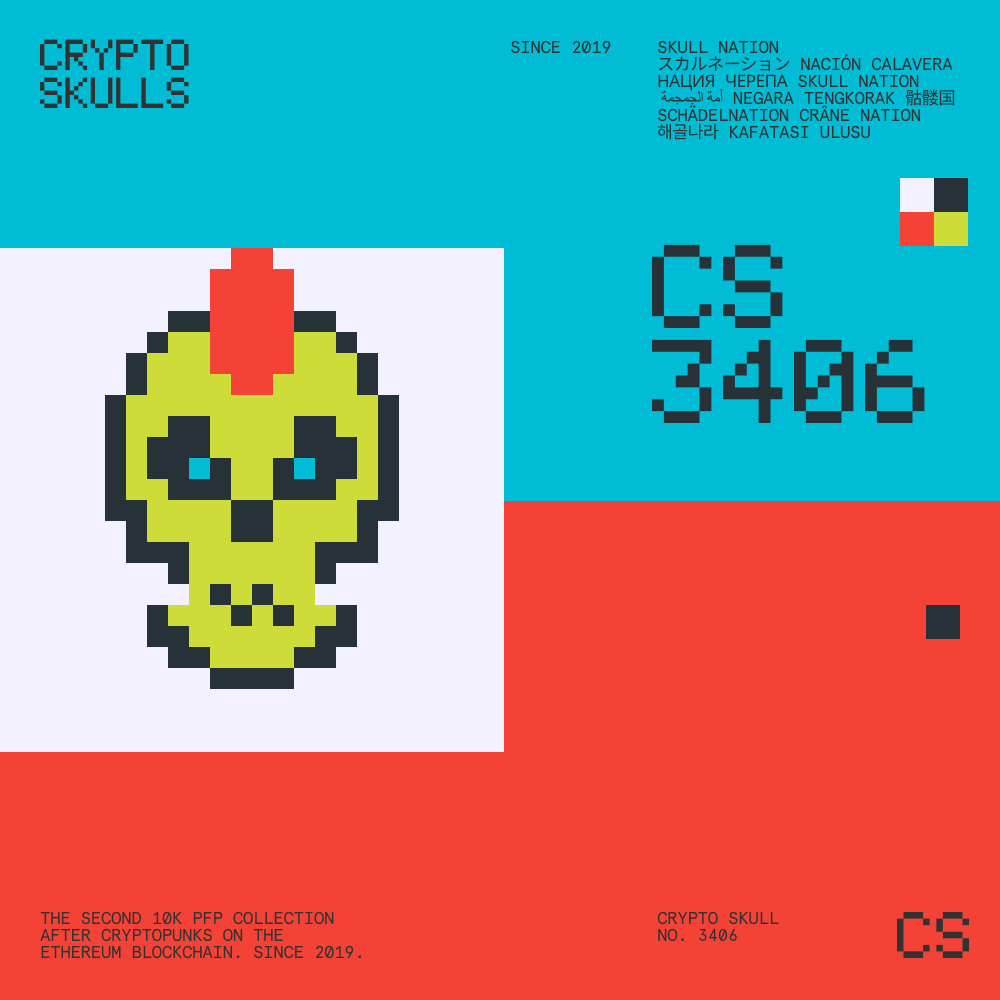 CRYPTO
SKULLS
SINCE 2019
SKULL NATION
スカルネーション NACIÓN CALAVERA
НАЦИЯ ЧЕРЕПА SKULL NATION
أمة الجمجمة NEGARA TENGKORAK 骷髅国
SCHÄDELNATION CRÂNE NATION
해골나라 KAFATASI ULUSU
CS
3406
THE SECOND 10K PFP COLLECTION
AFTER CRYPTOPUNKS ON THE
ETHEREUM BLOCKCHAIN. SINCE 2019.
CRYPTO SKULL
NO. 3406
CS